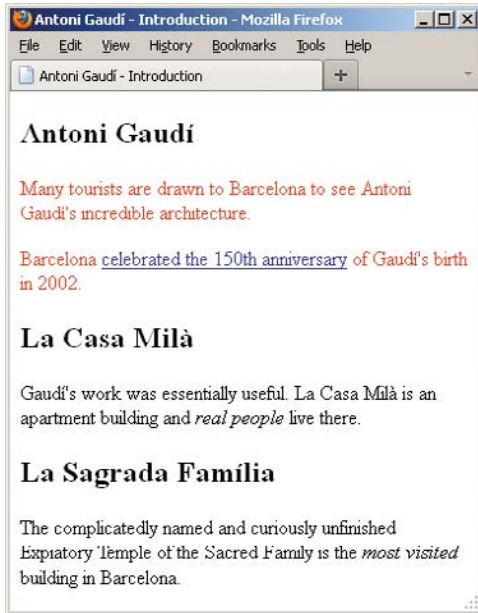 Antoni Gaudí - Introduction - Mozilla Firefox
File Edit View History Bookmarks Tools Help
Antoni Gaudí - Introduction
Antoni Gaudí
Many tourists are drawn to Barcelona to see Antoni
Gaudí's incredible architecture.
Barcelona celebrated the 150th anniversary of Gaudí's birth
in 2002.
La Casa Milà
Gaudí's work was essentially useful. La Casa Milà is an
apartment building and real people live there.
La Sagrada Família
The complicatedly named and curiously unfinished
Expiatory Temple of the Sacred Family is the most visited
building in Barcelona.